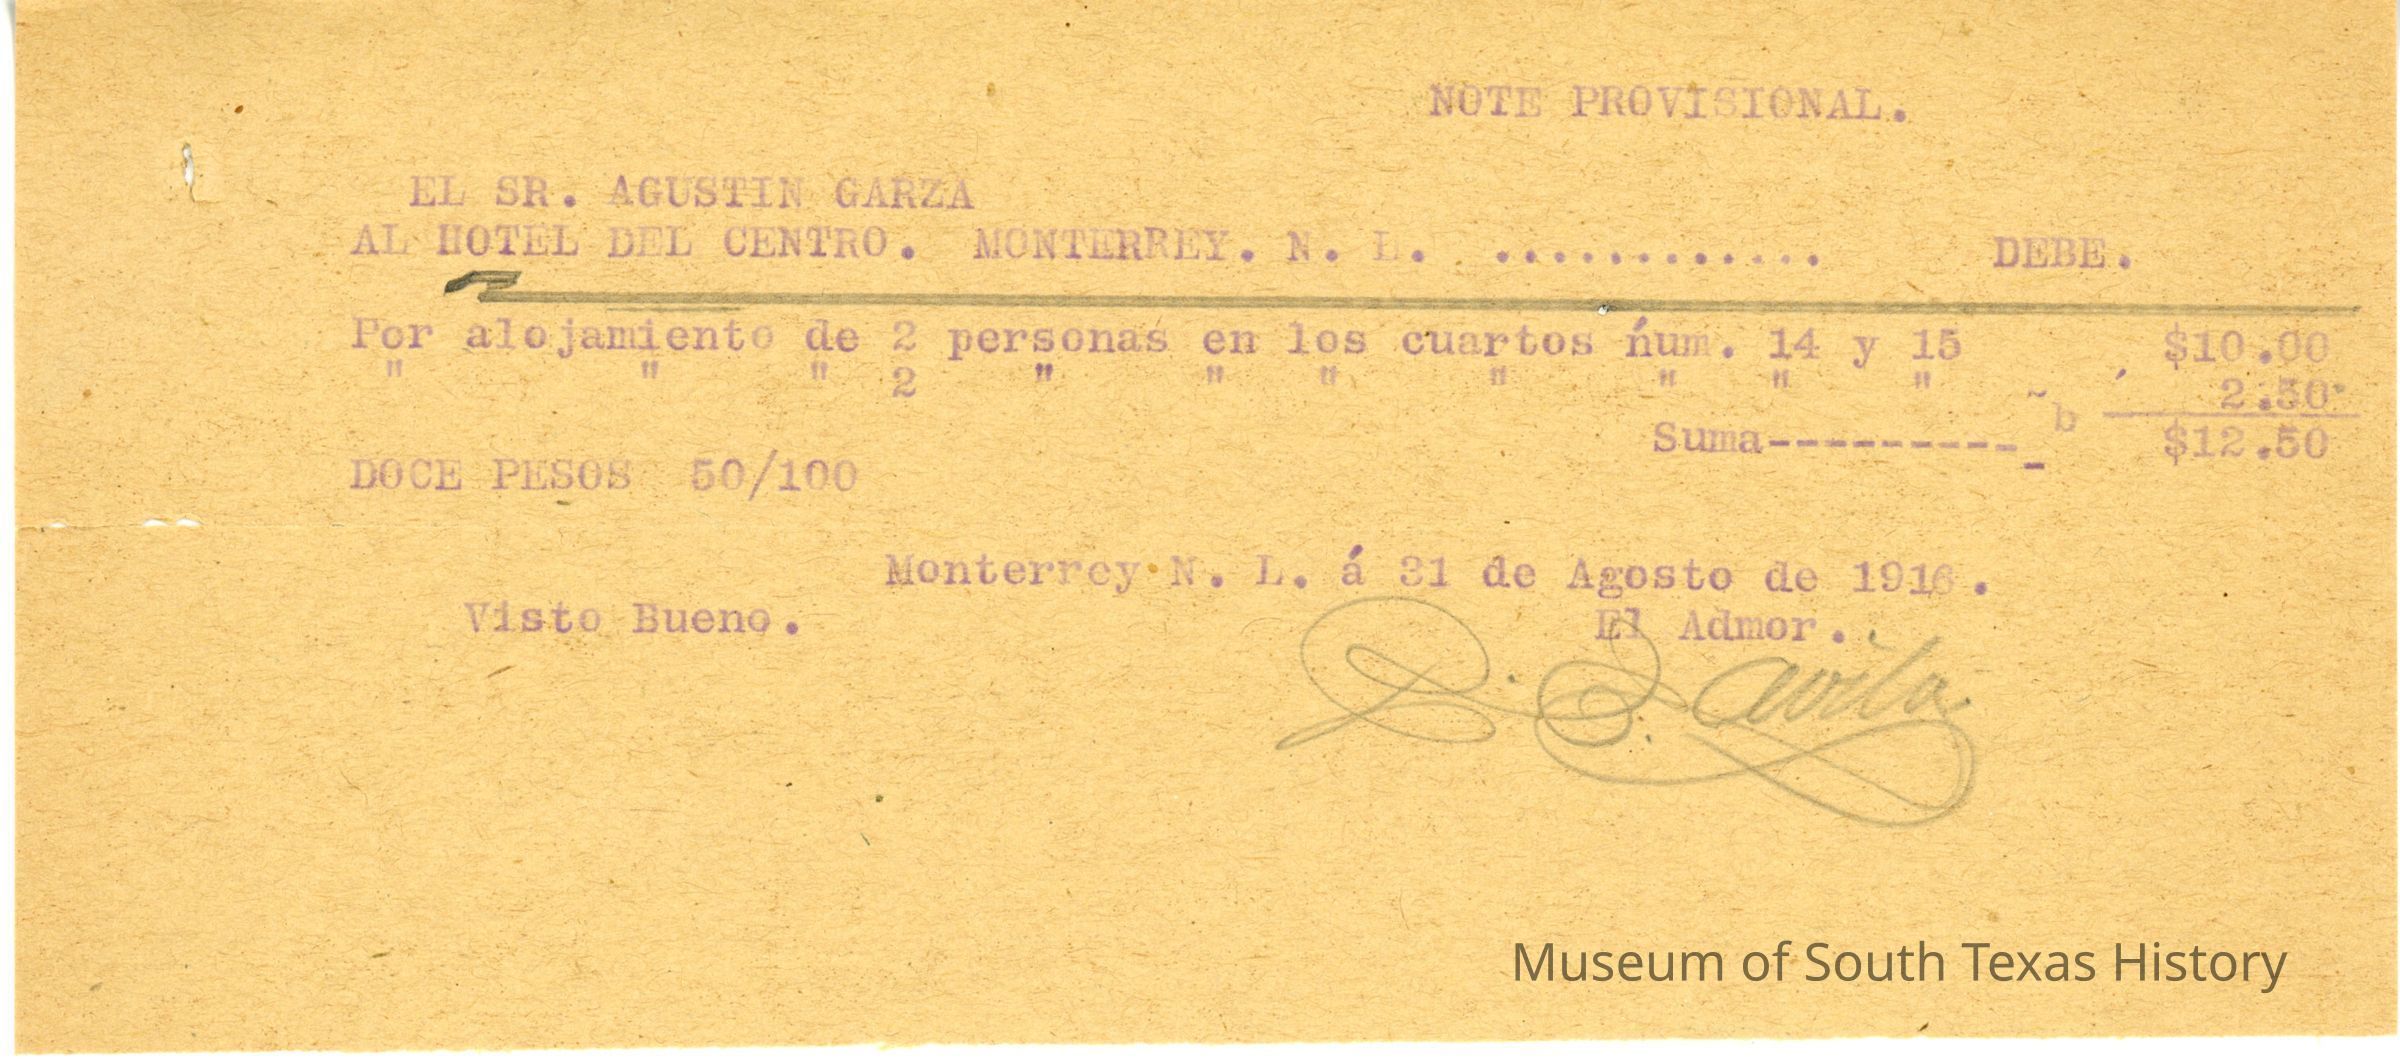 NOTE PROVISIONAL.
EL SR. AGUSTIN GARZA
AL HOTEL DEL CENTRO. MONTERREY. N. L. ............ DEBE.
Por alojamiento de 2 personas en los cuartos ńum. 14 y 15 $10.00
" " " 2 " " " " " " " 2.50
Suma---------- b $12.50
DOCE PESOS 50/100
Monterrey N. L. á 31 de Agosto de 1916.
Visto Bueno. El Admor.
Davila
Museum of South Texas History